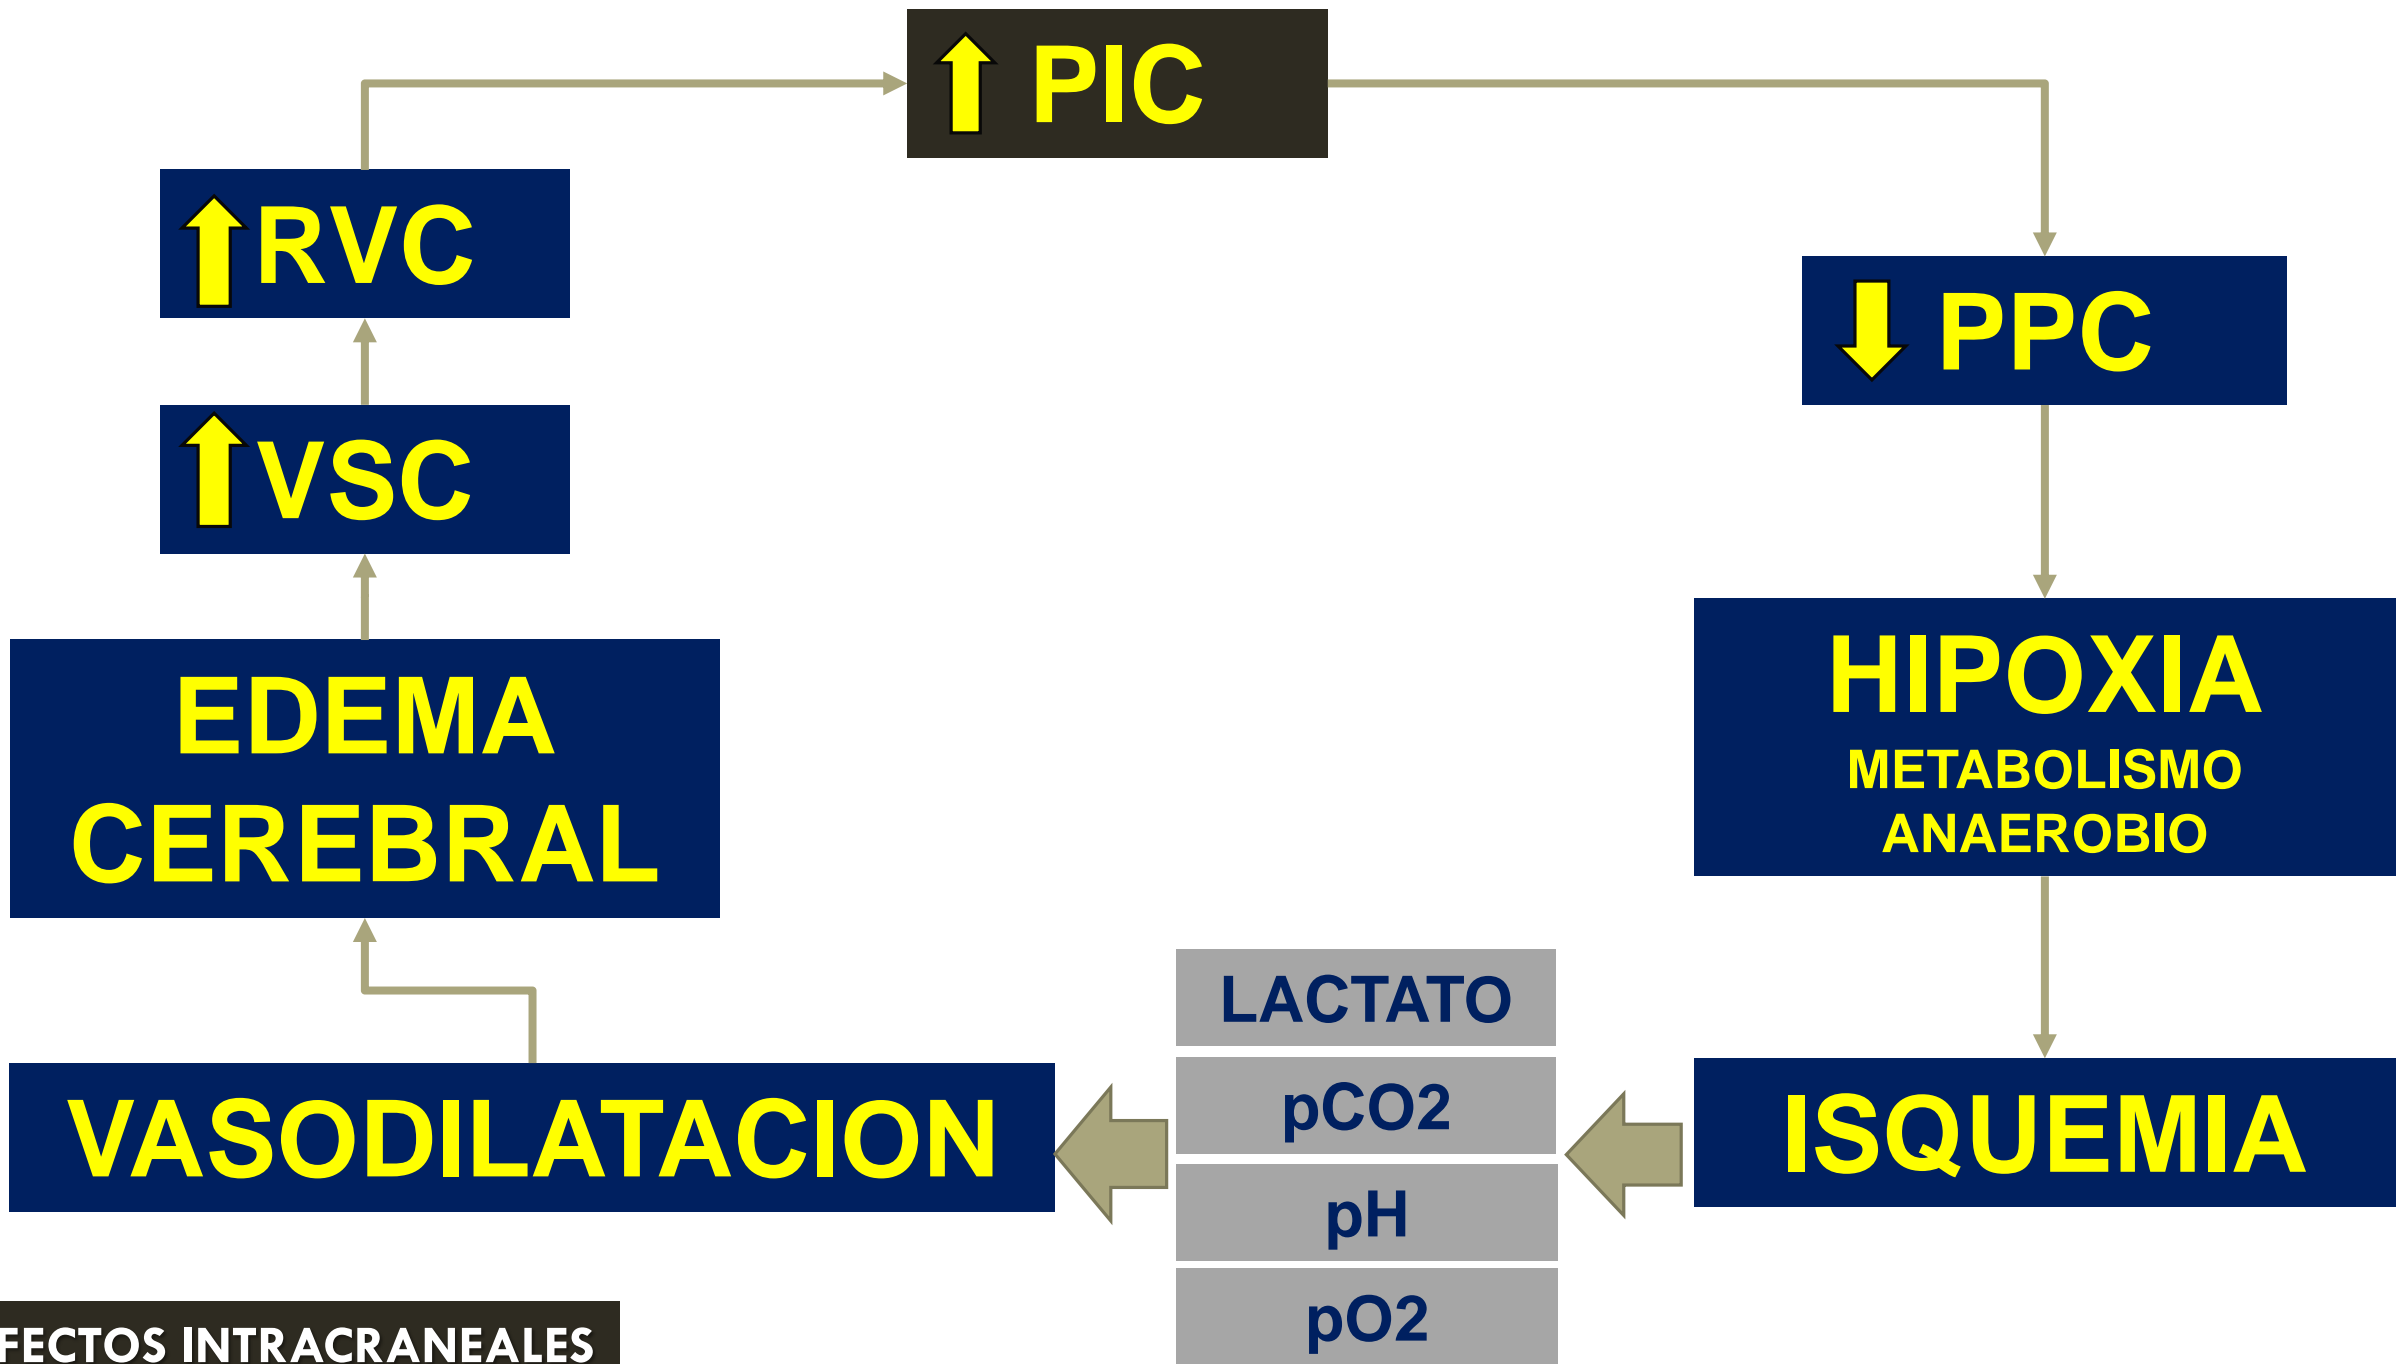 PIC
RVC
PPC
VSC
HIPOXIA
METABOLISMO
ANAEROBIO
EDEMA
CEREBRAL
LACTATO
pCO2
pH
pO2
VASODILATACION
ISQUEMIA
FECTOS INTRACRANEALES